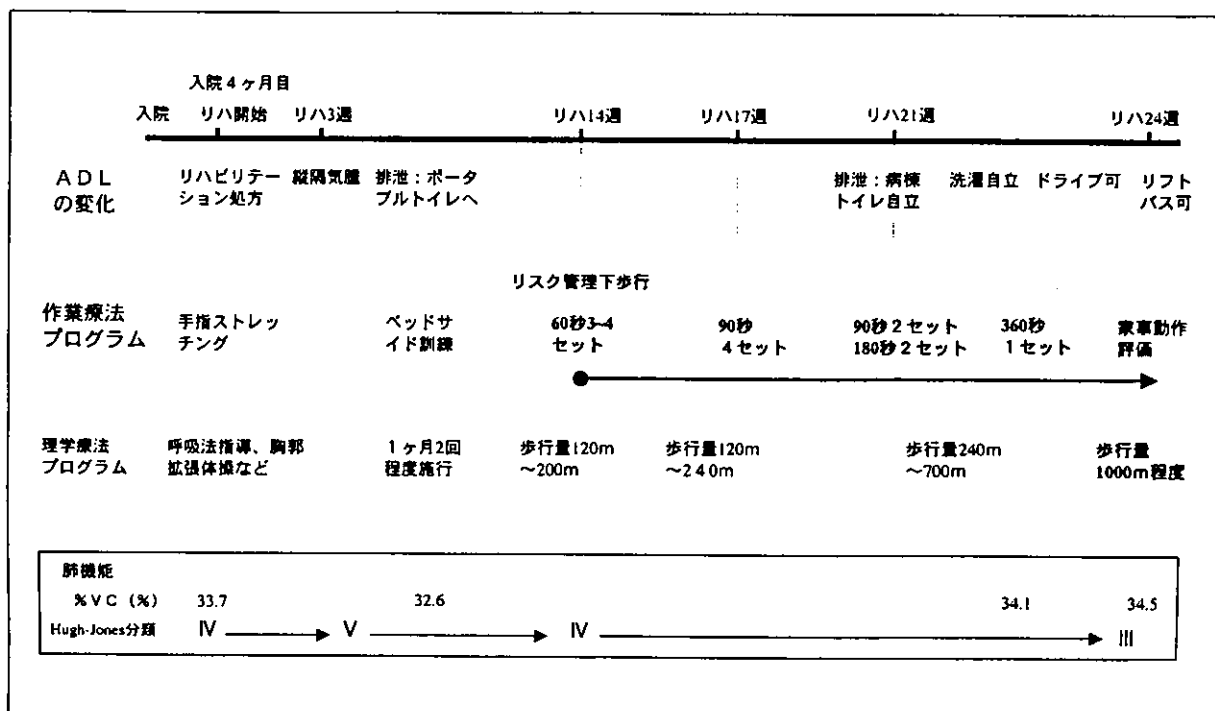 入院4ヶ月目
入院 リハ開始 リハ3週 リハ14週 リハ17週 リハ21週 リハ24週
ADL の変化
リハビリテー 縦隔気腫 排泄：ポータ 排泄：病棟 洗濯自立 ドライブ可 リフト
ション処方 ブルトイレへ トイレ自立 バス可
リスク管理下歩行
作業療法 手指ストレッ ベッドサ 60秒3~4 90秒 90秒2セット 360秒 家事動作
プログラム チング イド訓練 セット 4セット 180秒2セット 1セット 評価
理学療法 呼吸法指導、胸郭 1ヶ月2回 歩行量120m 歩行量120m 歩行量240m 歩行量
プログラム 拡張体操など 程度施行 〜200m 〜240m 〜700m 1000m程度
肺機能
%VC (%) 33.7 32.6 34.1 34.5
Hugh-Jones分類 IV V IV III